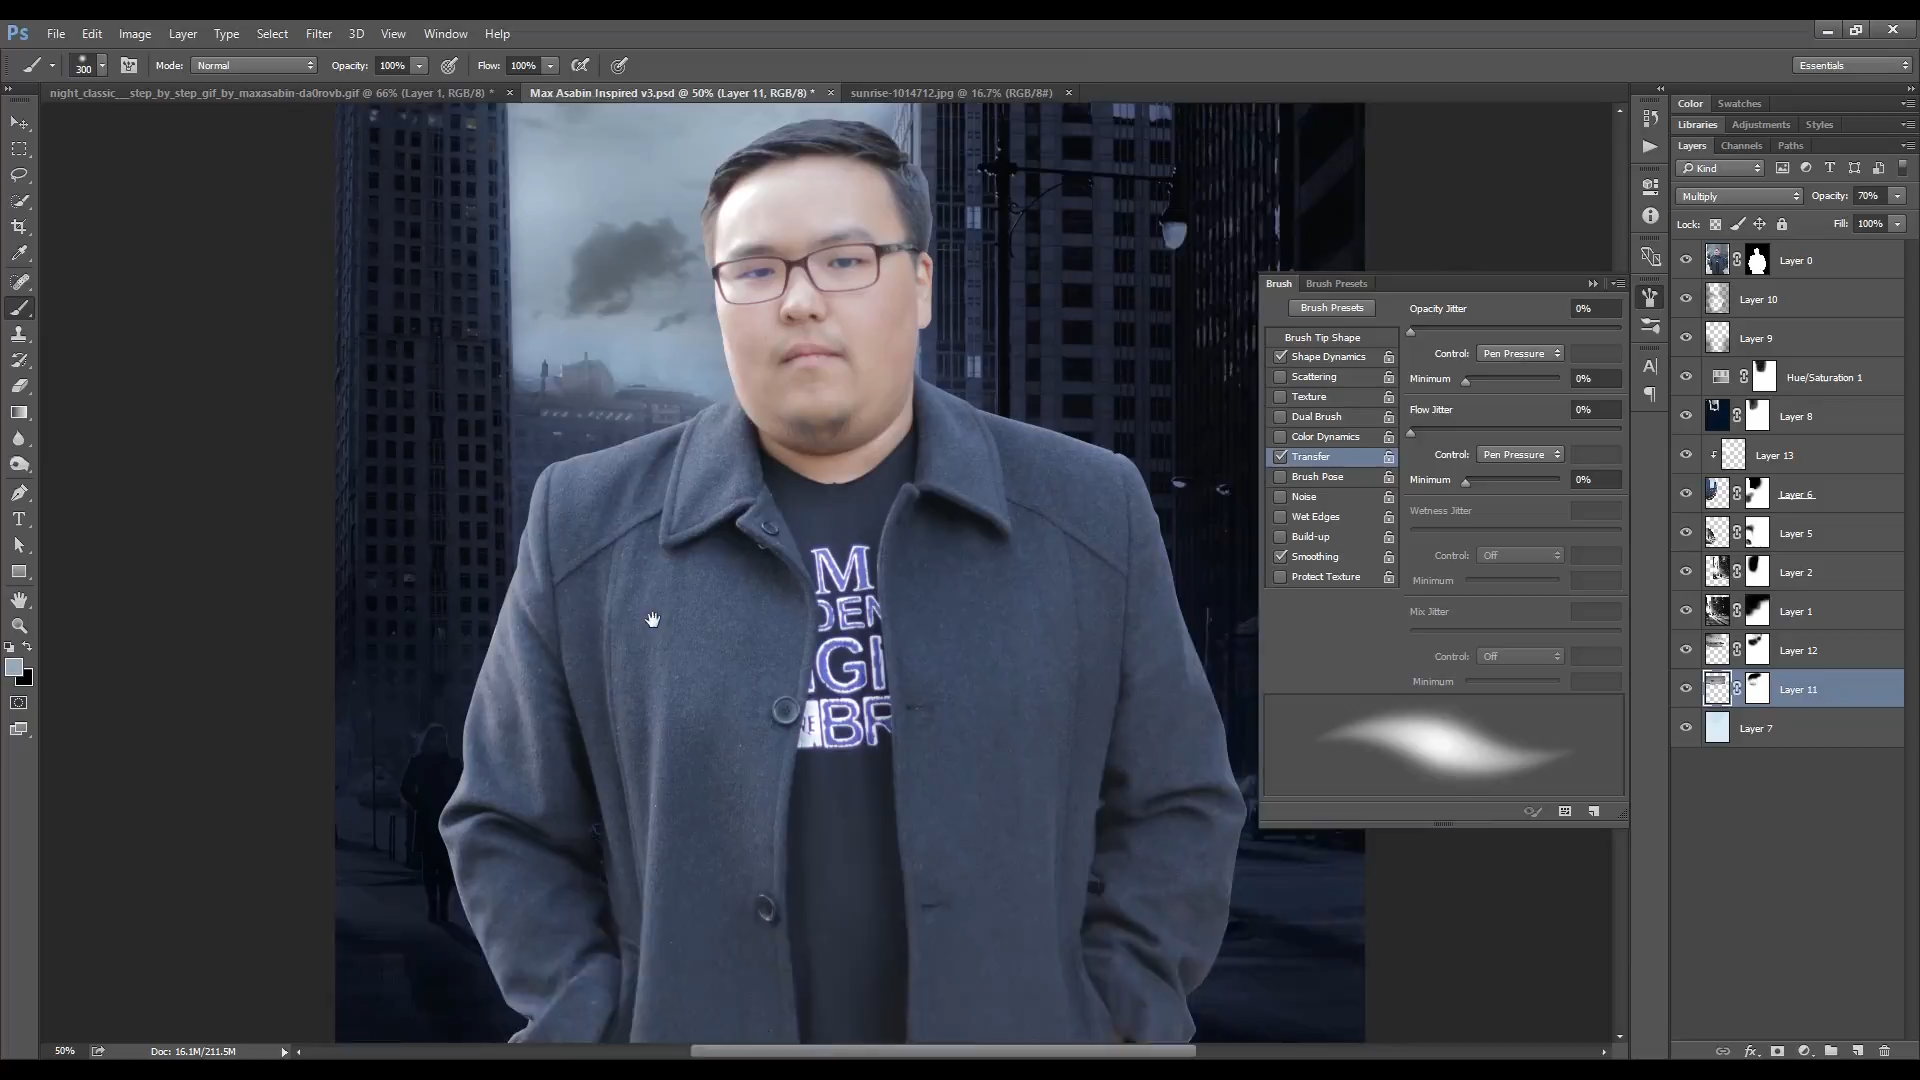 Ps File Edit Image Layer Type Select Filter 3D View Window Help
300 Mode: Normal Opacity: 100% Flow: 100% Essentials
night_classic__step_by_step_gif_by_maxasabin-da0rovb.gif @ 66% (Layer 1, RGB/8) * Max Asabin Inspired v3.psd @ 50% (Layer 11, RGB/8) * sunrise-1014712.jpg @ 16.7% (RGB/8#)
Color Swatches
Libraries Adjustments Styles
Layers Channels Paths
Kind
Multiply Opacity: 70%
Lock: Fill: 100%
Layer 0
Layer 10
Layer 9
Hue/Saturation 1
Layer 8
Layer 13
Layer 6
Layer 5
Layer 2
Layer 1
Layer 12
Layer 11
Layer 7
Brush Brush Presets
Brush Presets
Brush Tip Shape
Shape Dynamics
Scattering
Texture
Dual Brush
Color Dynamics
Transfer
Brush Pose
Noise
Wet Edges
Build-up
Smoothing
Protect Texture
Opacity Jitter 0%
Control: Pen Pressure
Minimum 0%
Flow Jitter 0%
Control: Pen Pressure
Minimum 0%
Wetness Jitter
Control: Off
Minimum
Mix Jitter
Control: Off
Minimum
M
DEN
GI
BR
50% Doc: 16.1M/211.5M